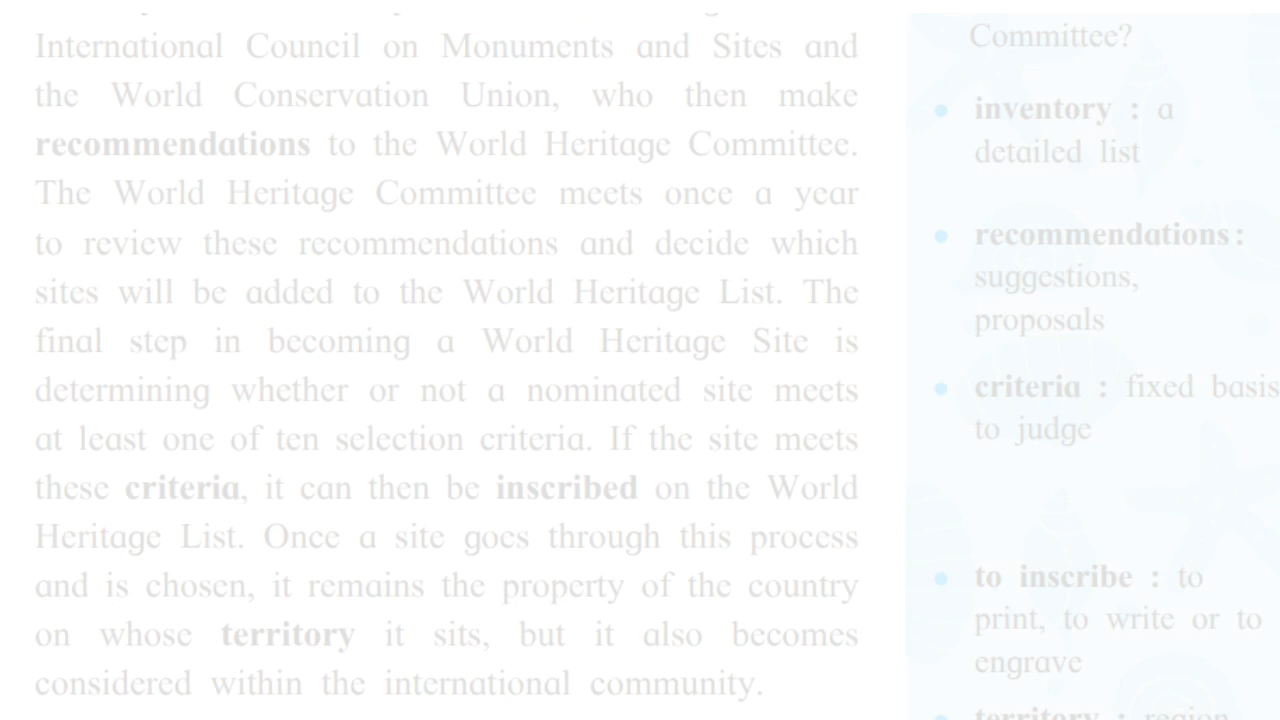 International Council on Monuments and Sites and
the World Conservation Union, who then make
recommendations to the World Heritage Committee.
The World Heritage Committee meets once a year
to review these recommendations and decide which
sites will be added to the World Heritage List. The
final step in becoming a World Heritage Site is
determining whether or not a nominated site meets
at least one of ten selection criteria. If the site meets
these criteria, it can then be inscribed on the World
Heritage List. Once a site goes through this process
and is chosen, it remains the property of the country
on whose territory it sits, but it also becomes
considered within the international community.
Committee?
• inventory : a
detailed list
• recommendations :
suggestions,
proposals
• criteria : fixed basis
to judge
• to inscribe : to
print, to write or to
engrave
• territory : region